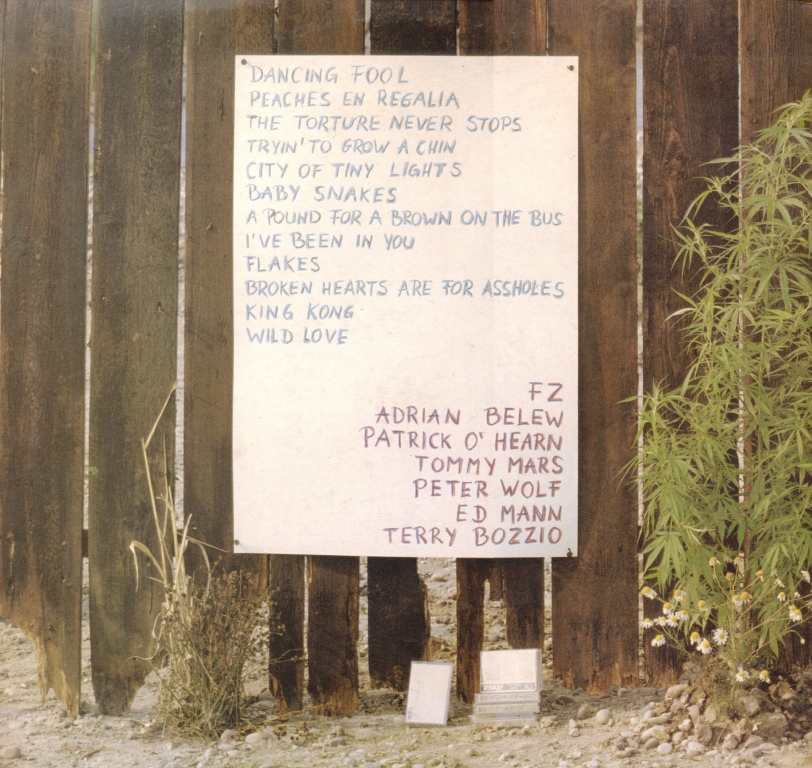 DANCING FOOL
PEACHES EN REGALIA
THE TORTURE NEVER STOPS
TRYIN' TO GROW A CHIN
CITY OF TINY LIGHTS
BABY SNAKES
A POUND FOR A BROWN ON THE BUS
I'VE BEEN IN YOU
FLAKES
BROKEN HEARTS ARE FOR ASSHOLES
KING KONG
WILD LOVE
FZ
ADRIAN BELEW
PATRICK O'HEARN
TOMMY MARS
PETER WOLF
ED MANN
TERRY BOZZIO